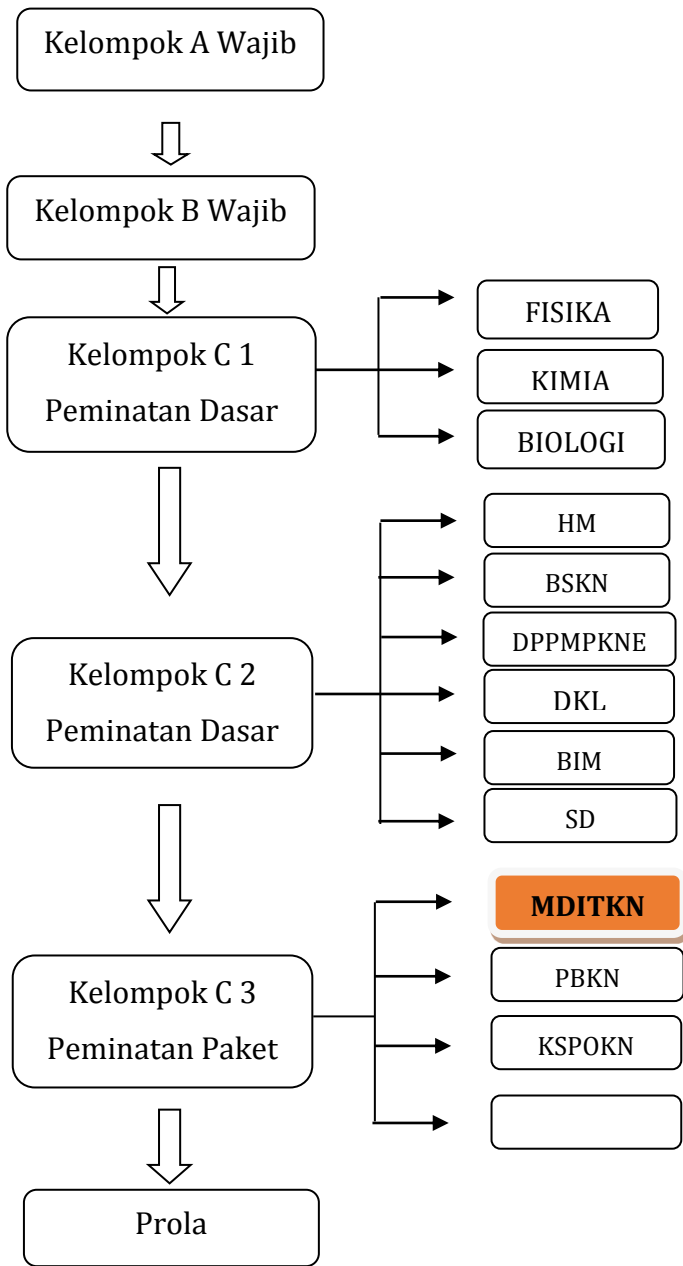 Kelompok A Wajib
Kelompok B Wajib
Kelompok C 1
Peminatan Dasar
FISIKA
KIMIA
BIOLOGI
Kelompok C 2
Peminatan Dasar
HM
BSKN
DPPMPKNE
DKL
BIM
SD
Kelompok C 3
Peminatan Paket
MDITKN
PBKN
KSPOKN
Prola